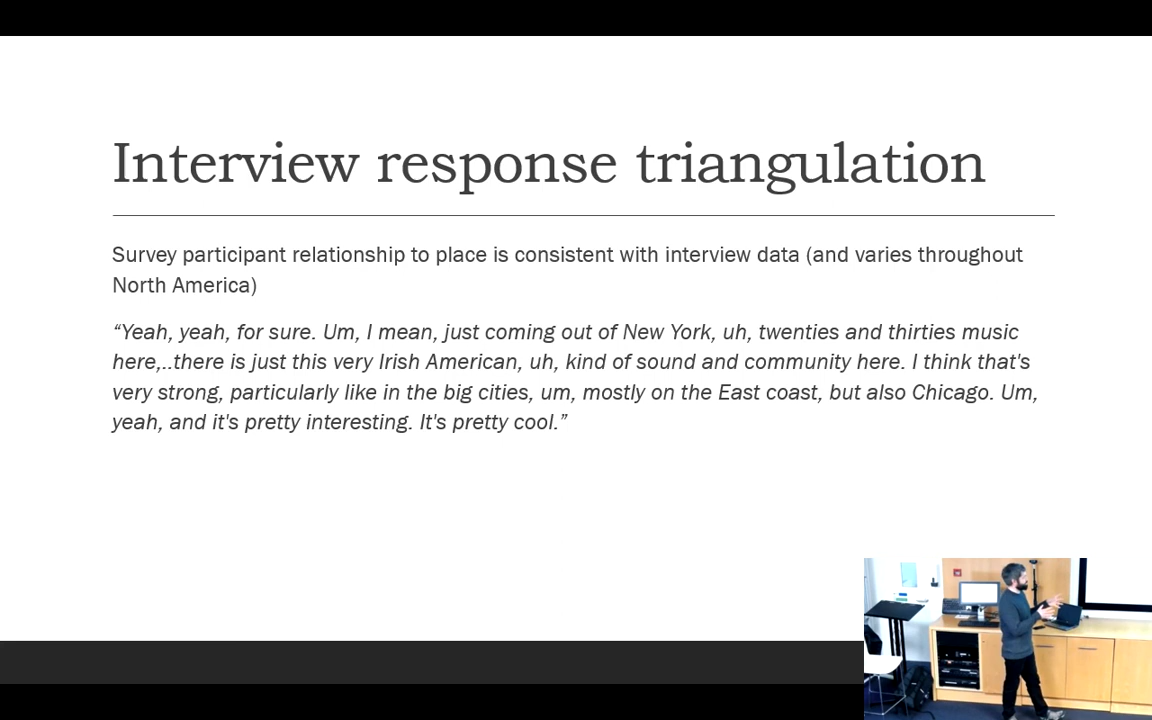 Interview response triangulation
Survey participant relationship to place is consistent with interview data (and varies throughout
North America)
“Yeah, yeah, for sure. Um, I mean, just coming out of New York, uh, twenties and thirties music
here,..there is just this very Irish American, uh, kind of sound and community here. I think that's
very strong, particularly like in the big cities, um, mostly on the East coast, but also Chicago. Um,
yeah, and it's pretty interesting. It's pretty cool.”